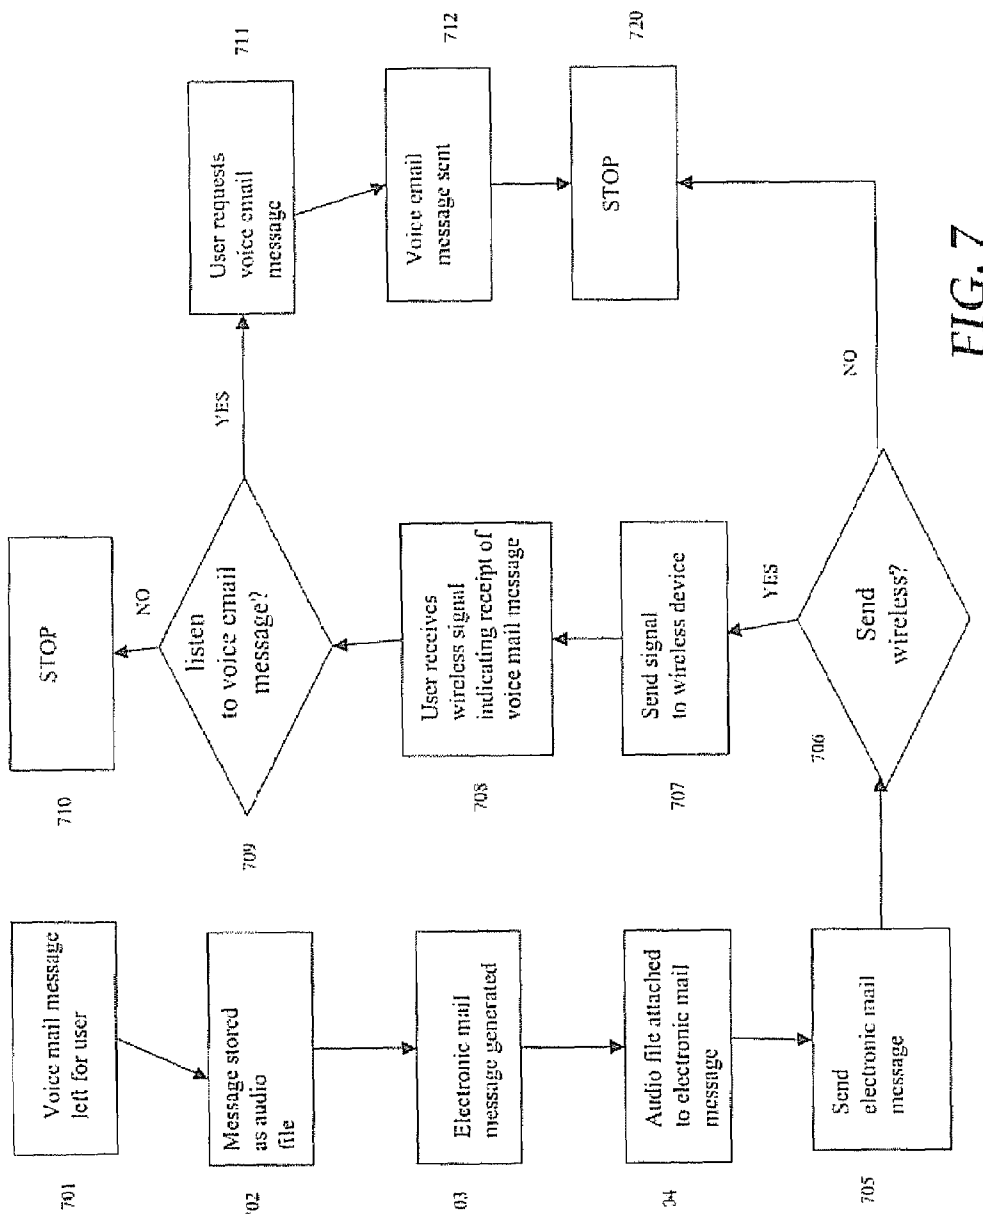 701
Voice mail message
left for user
702
Message stored
as audio
file
03
Electronic mail
message generated
04
Audio file attached
to electronic mail
message
705
Send
electronic mail
message
710
STOP
NO
709
listen
to voice email
message?
YES
708
User receives
wireless signal
indicating receipt of
voice mail message
707
Send signal
to wireless device
YES
706
Send
wireless?
NO
711
User requests
voice email
message
712
Voice email
message sent
720
STOP
FIG. 7